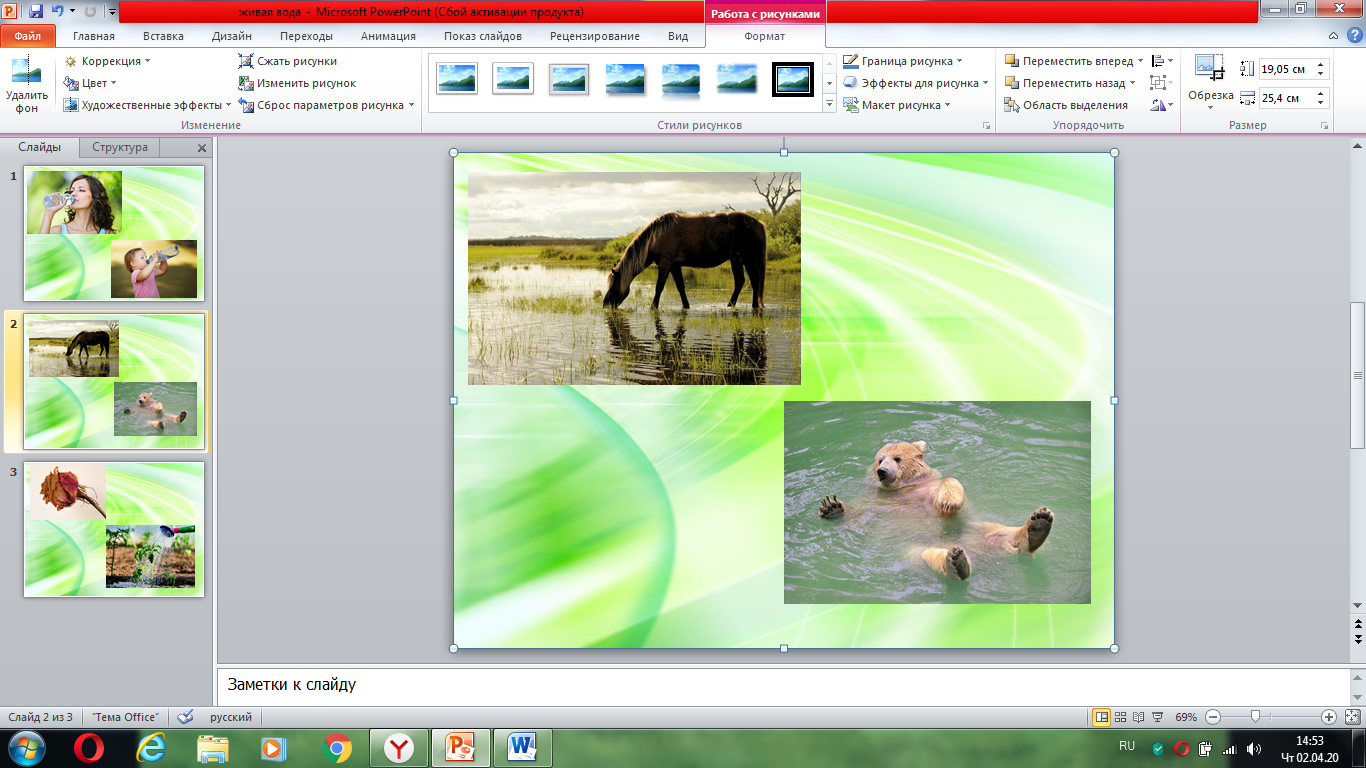 живая вода - Microsoft PowerPoint (Сбой активации продукта)
Работа с рисунками
Файл Главная Вставка Дизайн Переходы Анимация Показ слайдов Рецензирование Вид Формат
Удалить фон
Коррекция
Цвет
Художественные эффекты
Сжать рисунки
Изменить рисунок
Сброс параметров рисунка
Изменение
Граница рисунка
Эффекты для рисунка
Макет рисунка
Стили рисунков
Переместить вперед
Переместить назад
Область выделения
Упорядочить
Обрезка
19,05 см
25,4 см
Размер
Слайды Структура
1
2
3
Заметки к слайду
Слайд 2 из 3 "Тема Office" русский 69%
RU
14:53
Чт 02.04.20